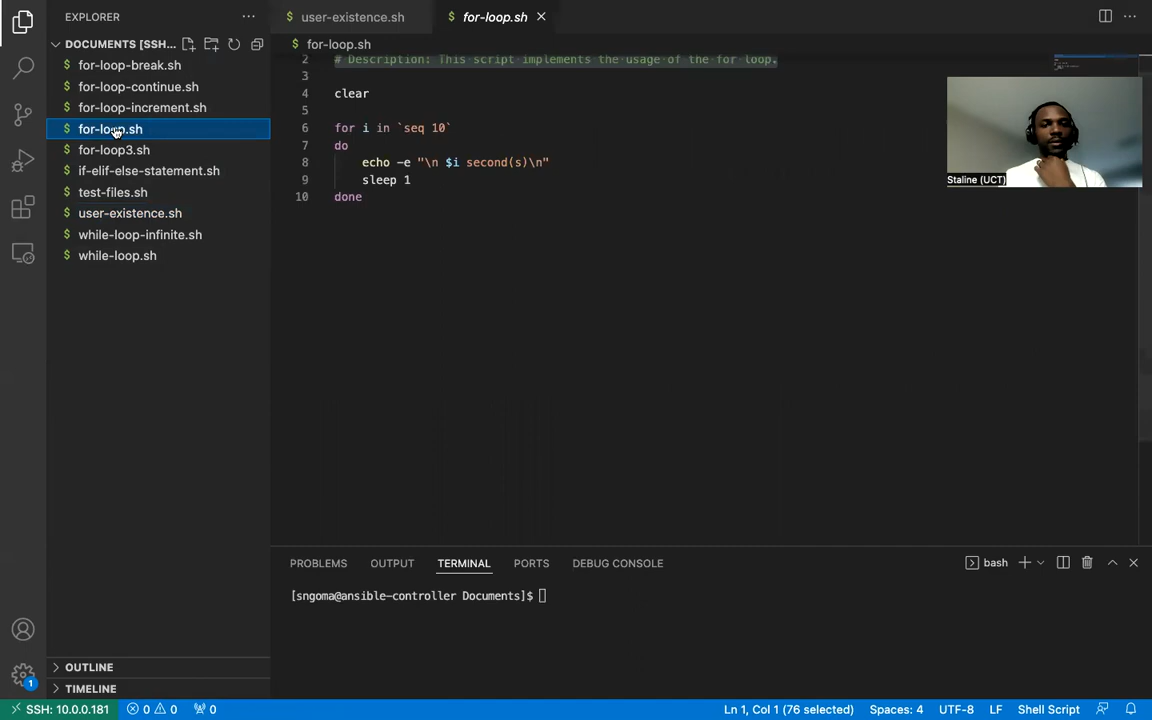 EXPLORER
DOCUMENTS [SSH...
for-loop-break.sh
for-loop-continue.sh
for-loop-increment.sh
for-loop.sh
for-loop3.sh
if-elif-else-statement.sh
test-files.sh
user-existence.sh
while-loop-infinite.sh
while-loop.sh
OUTLINE
TIMELINE
user-existence.sh
for-loop.sh
for-loop.sh
2 # Description: This script implements the usage of the for loop.
3
4 clear
5
6 for i in `seq 10`
7 do
8 echo -e "\n $i second(s)\n"
9 sleep 1
10 done
Staline (UCT)
PROBLEMS OUTPUT TERMINAL PORTS DEBUG CONSOLE
bash
[sngoma@ansible-controller Documents]$
1
SSH: 10.0.0.181 0 0 0 Ln 1, Col 1 (76 selected) Spaces: 4 UTF-8 LF Shell Script